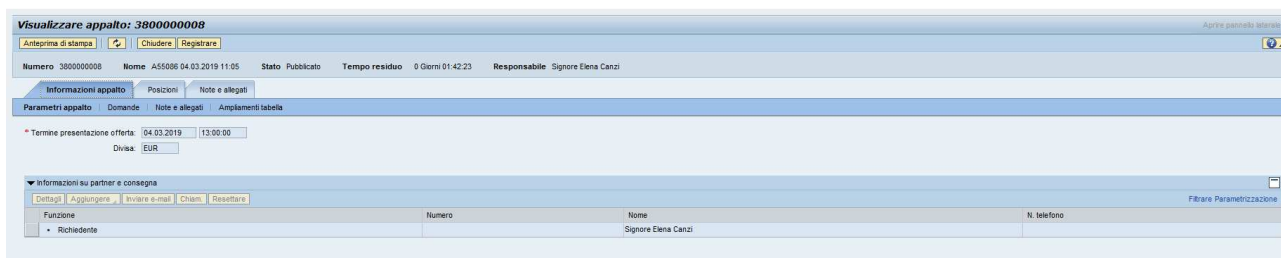 Visualizzare appalto: 3800000008 Aprire pannello laterale
Anteprima di stampa Chiudere Registrare
Numero 3800000008 Nome A55086 04.03.2019 11:05 Stato Pubblicato Tempo residuo 0 Giorni 01:42:23 Responsabile Signore Elena Canzi
Informazioni appalto Posizioni Note e allegati
Parametri appalto Domande Note e allegati Ampliamenti tabella
* Termine presentazione offerta: 04.03.2019 13:00:00
Divisa: EUR
Informazioni su partner e consegna
Dettagli Aggiungere Inviare e-mail Chiam. Resettare Filtrare Parametrizzazione
Funzione Numero Nome N. telefono
• Richiedente Signore Elena Canzi